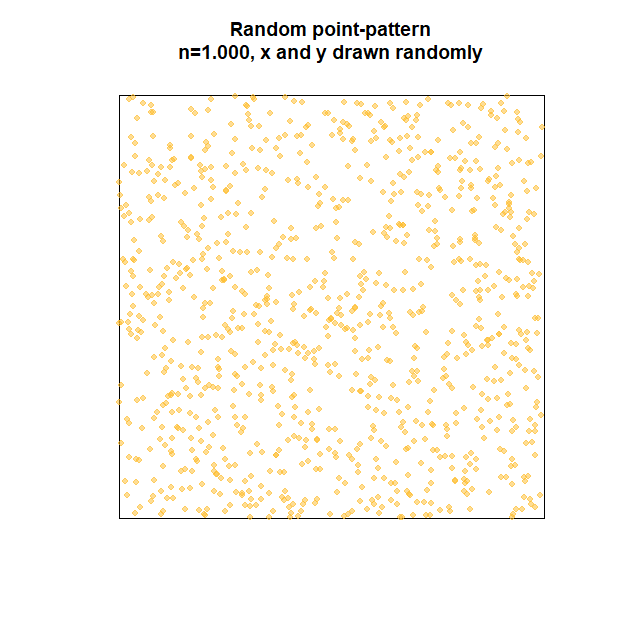 Random point-pattern
n=1.000, x and y drawn randomly